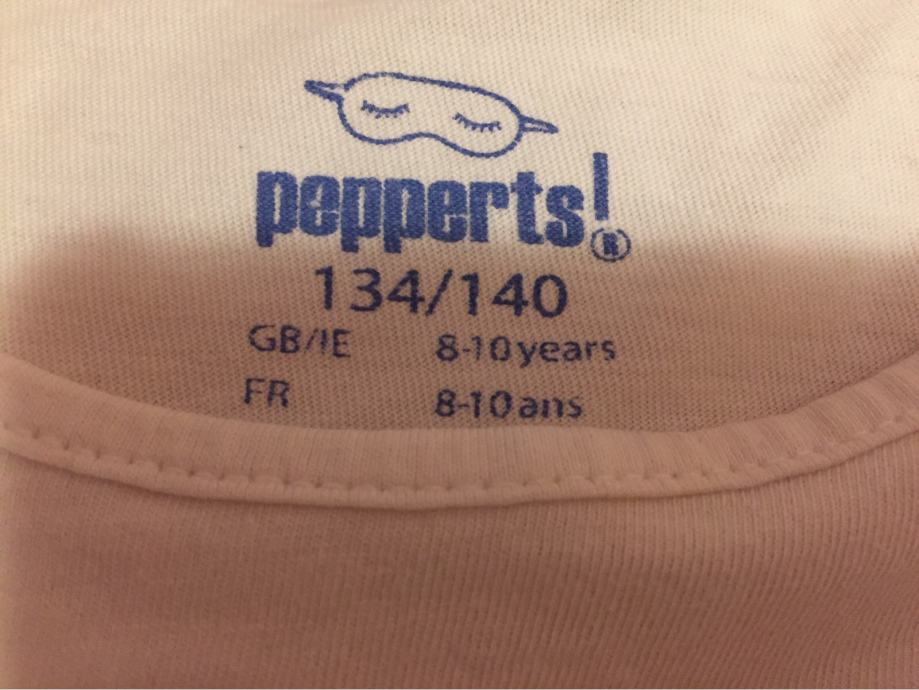 pepperts!®
134/140
GB/IE 8-10 years
FR 8-10 ans